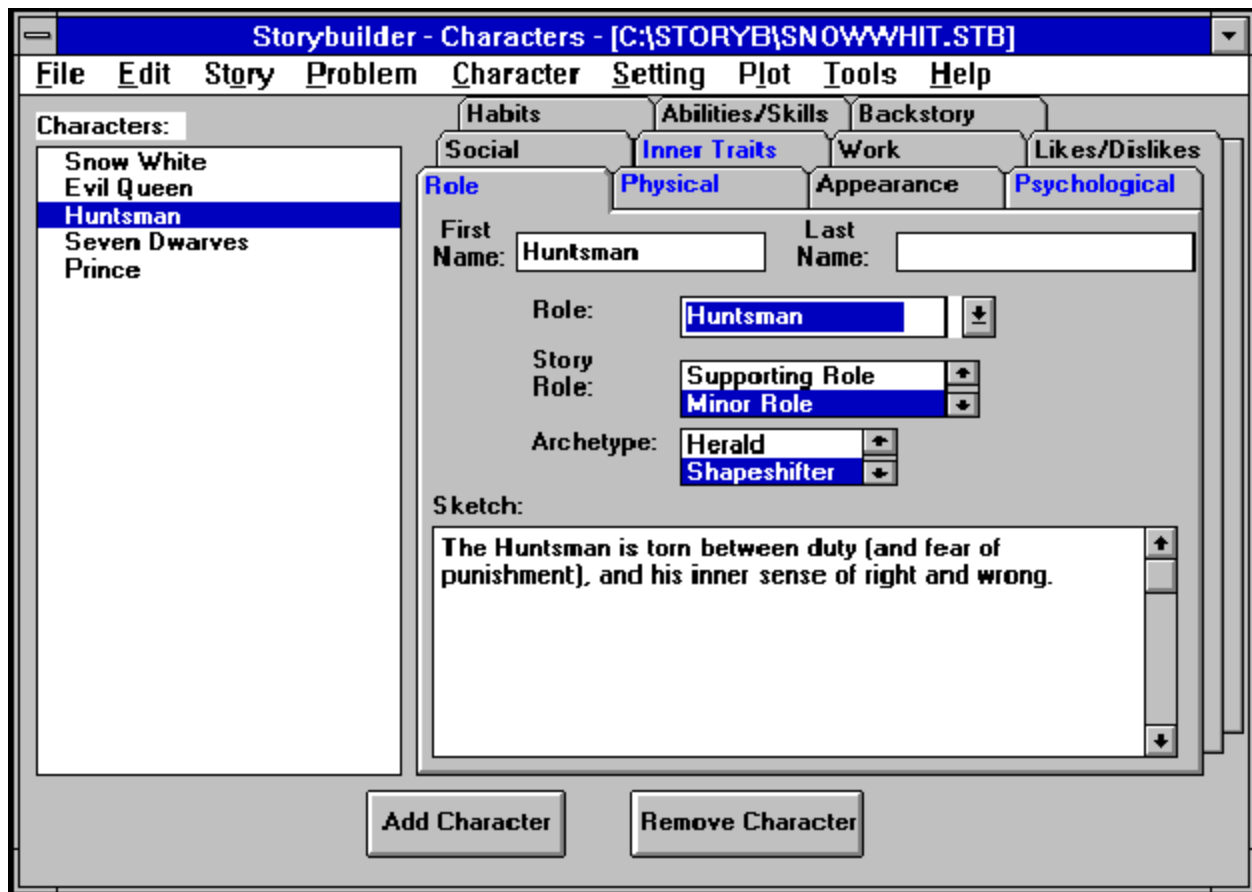 Storybuilder - Characters - [C:\STORYB\SNOWWHIT.STB]
File Edit Story Problem Character Setting Plot Tools Help
Characters:
Snow White
Evil Queen
Huntsman
Seven Dwarves
Prince
Habits Abilities/Skills Backstory
Social Inner Traits Work Likes/Dislikes
Role Physical Appearance Psychological
First Name: Huntsman Last Name:
Role: Huntsman
Story Role: Supporting Role
Minor Role
Archetype: Herald
Shapeshifter
Sketch:
The Huntsman is torn between duty (and fear of
punishment), and his inner sense of right and wrong.
Add Character Remove Character